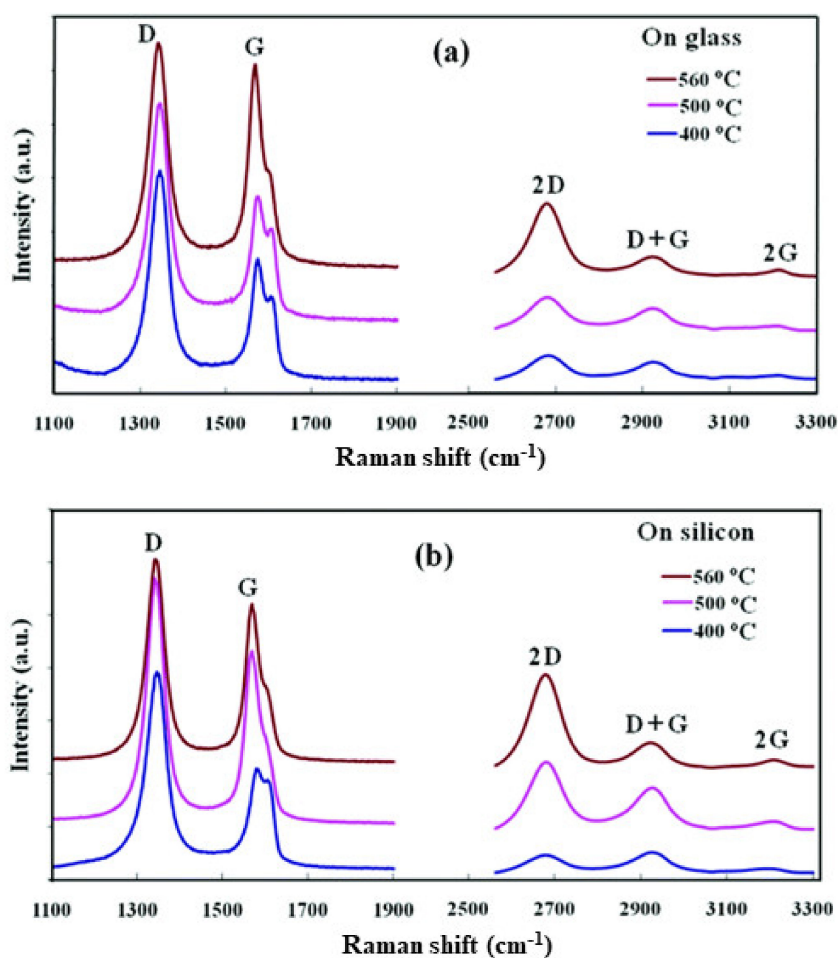 D
G
(a)
On glass
560 °C
500 °C
400 °C
2D
D+G
2G
Intensity (a.u.)
1100 1300 1500 1700 1900 2500 2700 2900 3100 3300
Raman shift (cm⁻¹)
D
G
(b)
On silicon
560 °C
500 °C
400 °C
2D
D+G
2G
Intensity (a.u.)
1100 1300 1500 1700 1900 2500 2700 2900 3100 3300
Raman shift (cm⁻¹)